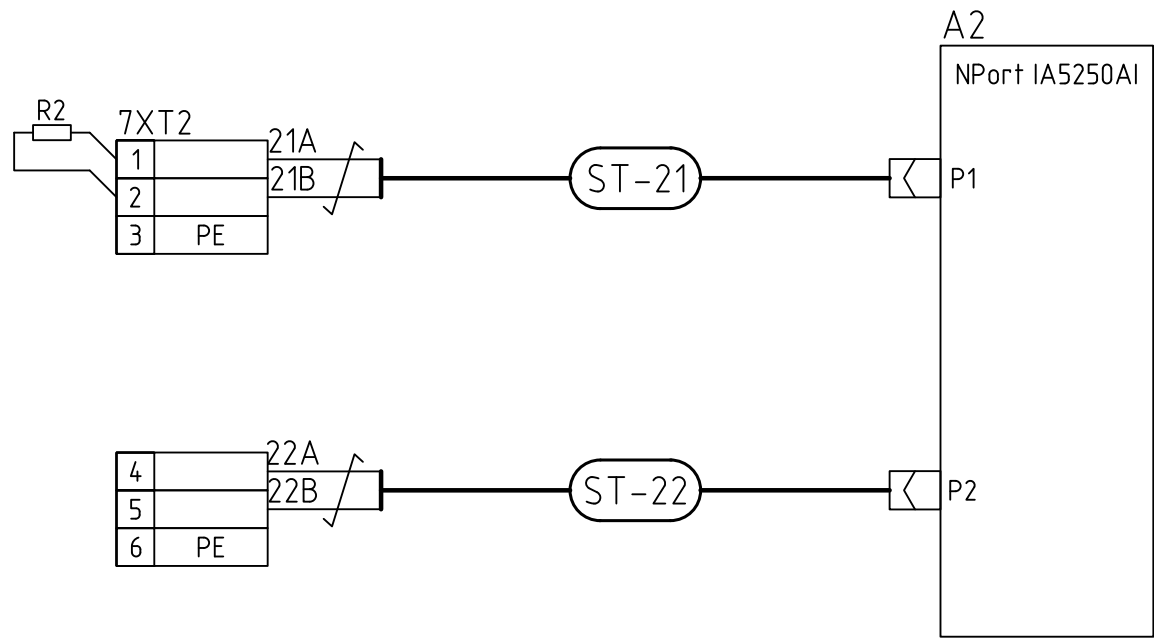 A2
NPort IA5250AI
R2
7XT2
21A
1
21B
ST-21
P1
2
3 PE
22A
4
22B
ST-22
P2
5
6 PE